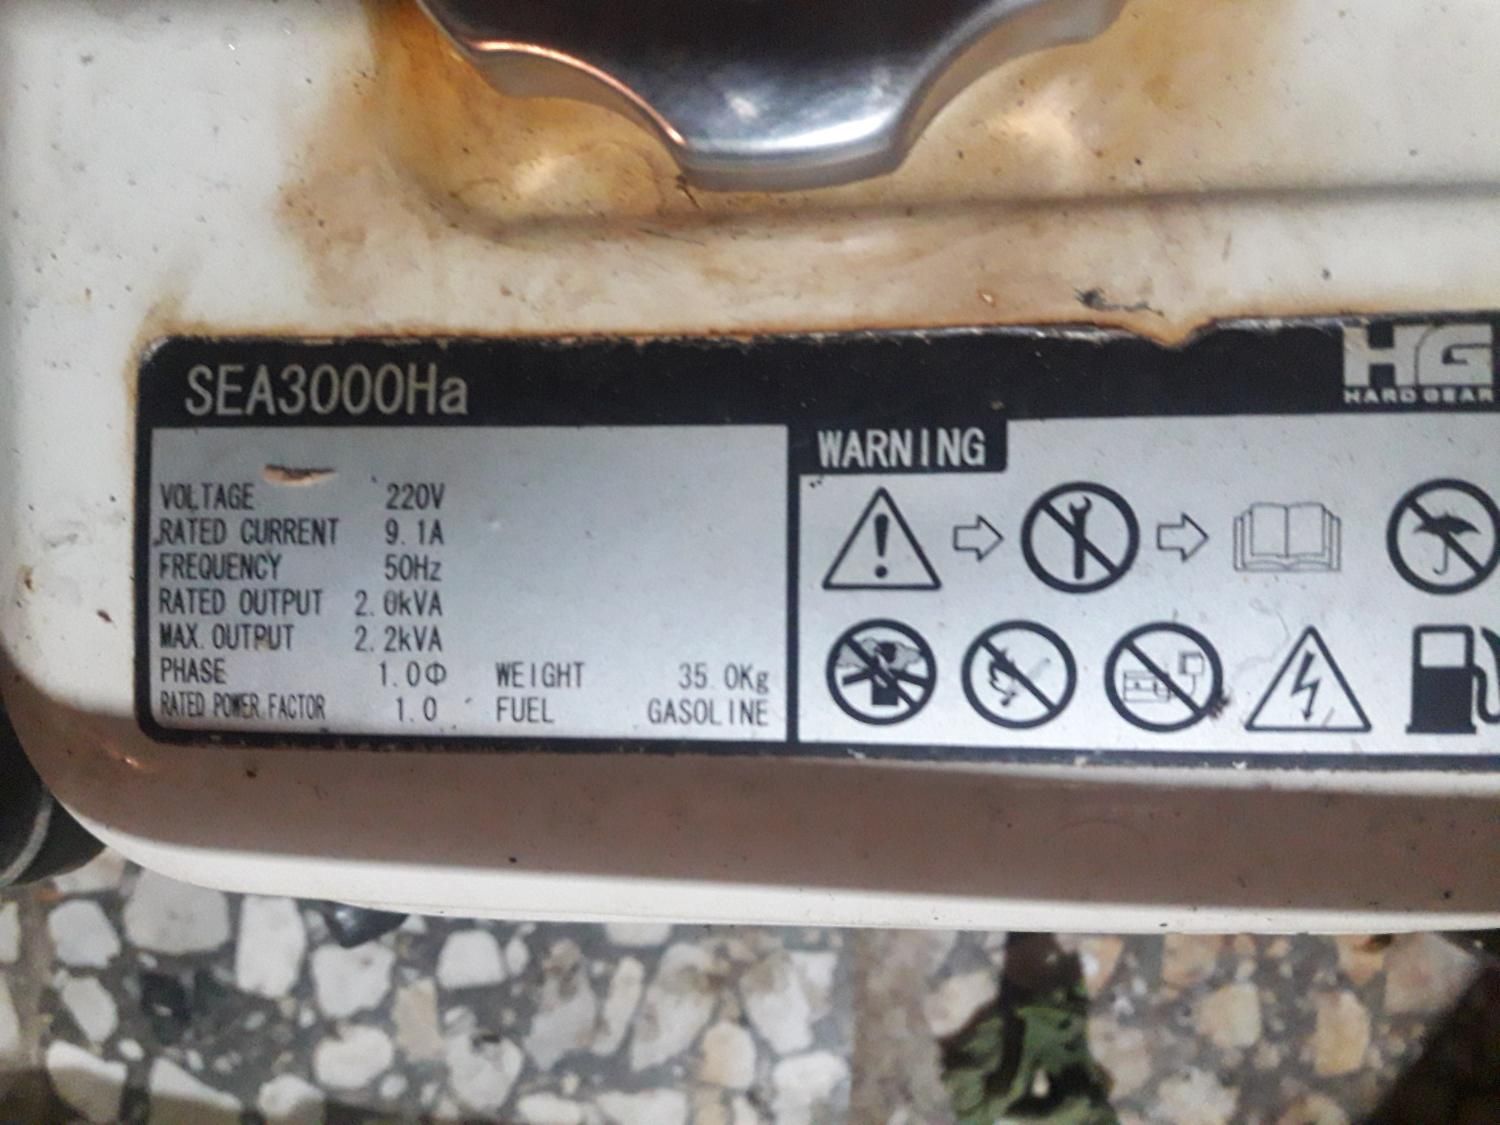 SEA3000Ha
HG
HARD GEAR
WARNING
VOLTAGE 220V
RATED CURRENT 9.1A
FREQUENCY 50Hz
RATED OUTPUT 2.0kVA
MAX. OUTPUT 2.2kVA
PHASE 1.0Φ WEIGHT 35.0Kg
RATED POWER FACTOR 1.0 FUEL GASOLINE